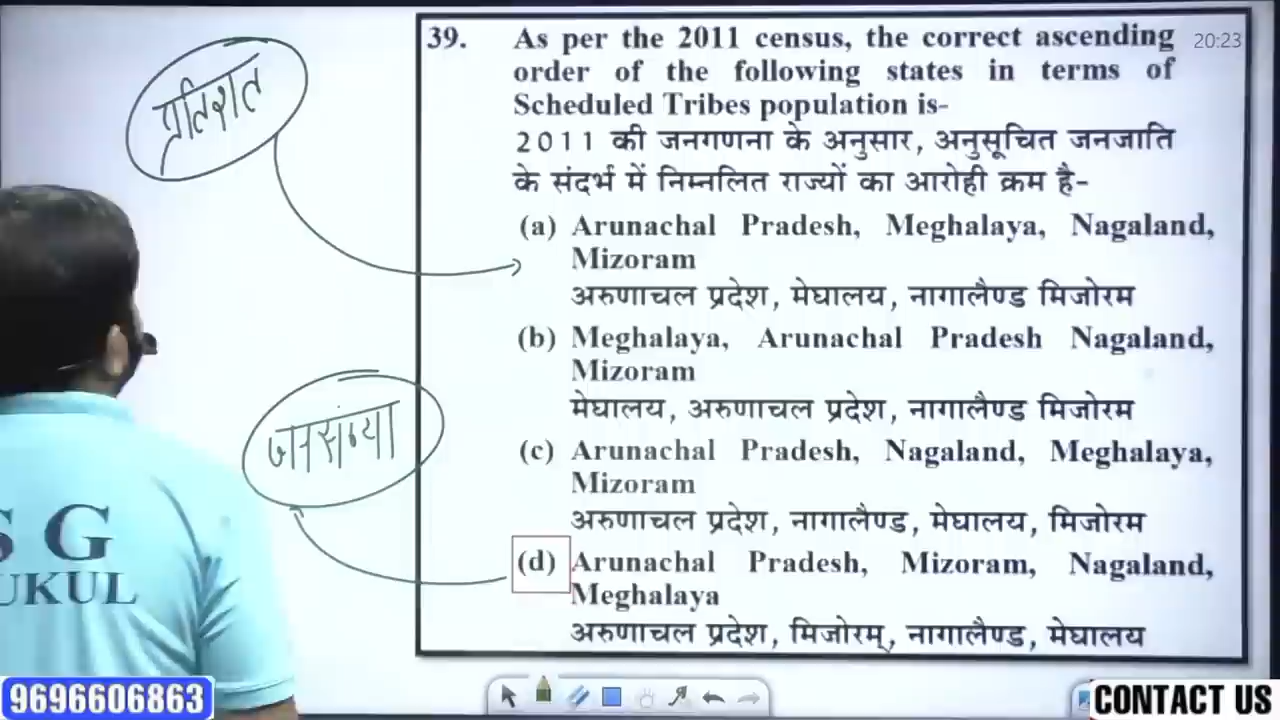 39. As per the 2011 census, the correct ascending
20:23
order of the following states in terms of
Scheduled Tribes population is-
2011 की जनगणना के अनुसार, अनुसूचित जनजाति
के संदर्भ में निम्नलित राज्यों का आरोही क्रम है-
(a) Arunachal Pradesh, Meghalaya, Nagaland,
Mizoram
अरुणाचल प्रदेश, मेघालय, नागालैण्ड मिजोरम
(b) Meghalaya, Arunachal Pradesh Nagaland,
Mizoram
मेघालय, अरुणाचल प्रदेश, नागालैण्ड मिजोरम
(c) Arunachal Pradesh, Nagaland, Meghalaya,
Mizoram
अरुणाचल प्रदेश, नागालैण्ड, मेघालय, मिजोरम
(d) Arunachal Pradesh, Mizoram, Nagaland,
Meghalaya
अरुणाचल प्रदेश, मिजोरम्, नागालैण्ड, मेघालय
प्रतिशत
जनसंख्या
S G
UKUL
9696606863
CONTACT US